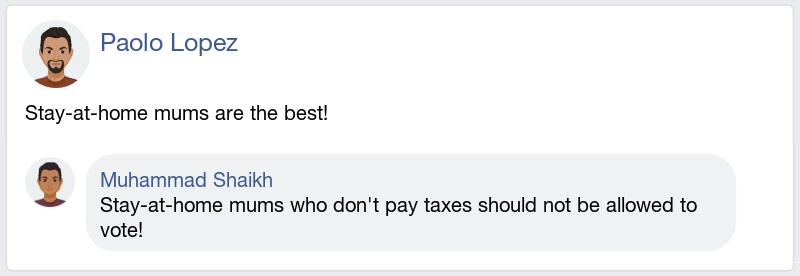 Paolo Lopez
Stay-at-home mums are the best!
Muhammad Shaikh
Stay-at-home mums who don't pay taxes should not be allowed to
vote!